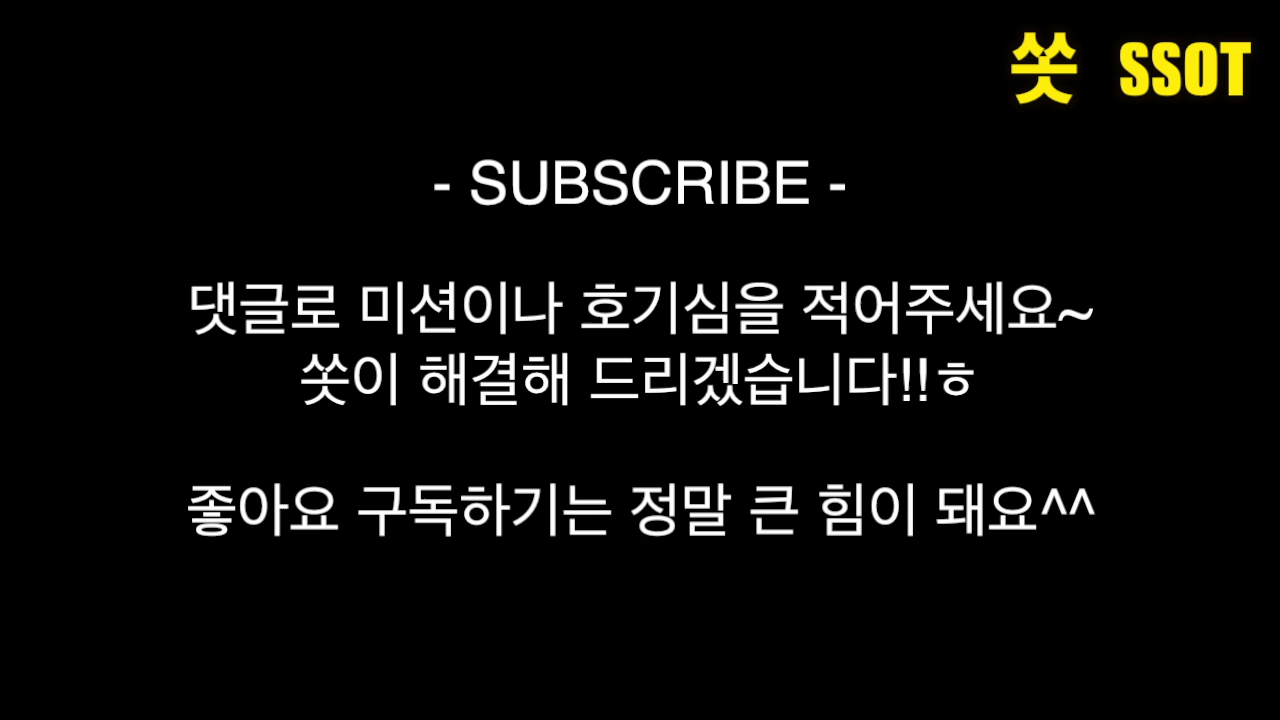 쏫 SSOT
- SUBSCRIBE -
댓글로 미션이나 호기심을 적어주세요~
쏫이 해결해 드리겠습니다!!ㅎ
좋아요 구독하기는 정말 큰 힘이 돼요^^